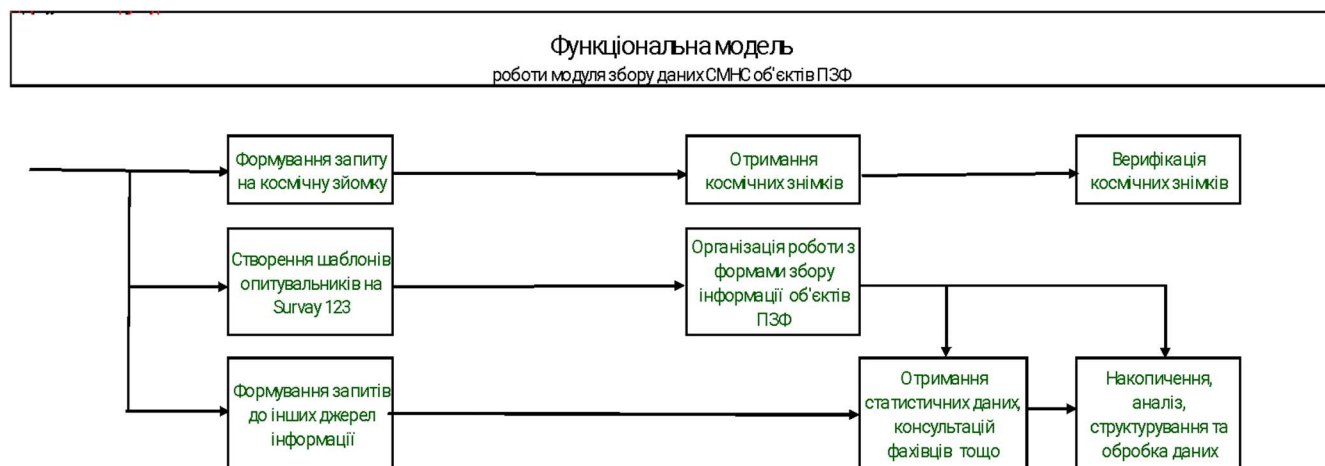 Функціональна модель
роботи модуля збору даних СМНС об'єктів ПЗФ
Формування запиту
на космічну зйомку
Отримання
космічних знімків
Верифікація
космічних знімків
Створення шаблонів
опитувальників на
Survay 123
Організація роботи з
формами збору
інформації об'єктів
ПЗФ
Формування запитів
до інших джерел
інформації
Отримання
статистичних даних,
консультацій
фахівців тощо
Накопичення,
аналіз,
структурування та
обробка даних